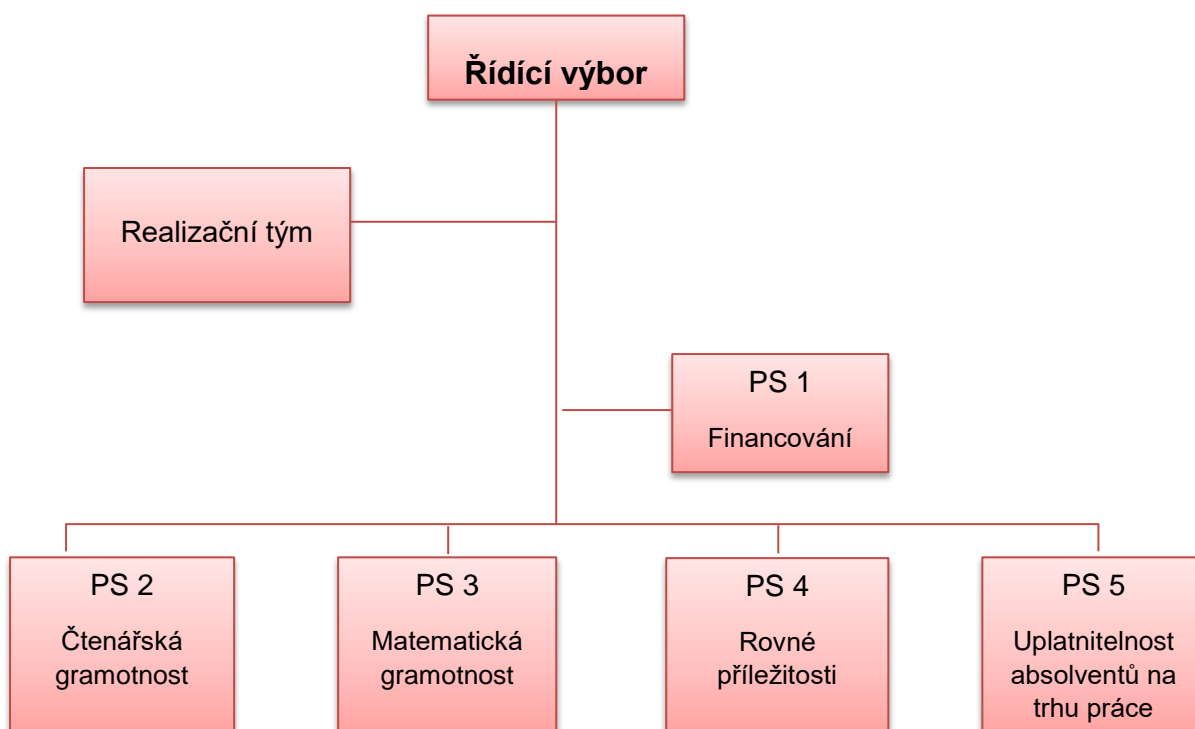 Řídící výbor
Realizační tým
PS 1
Financování
PS 2
Čtenářská
gramotnost
PS 3
Matematická
gramotnost
PS 4
Rovné
příležitosti
PS 5
Uplatnitelnost
absolventů na
trhu práce